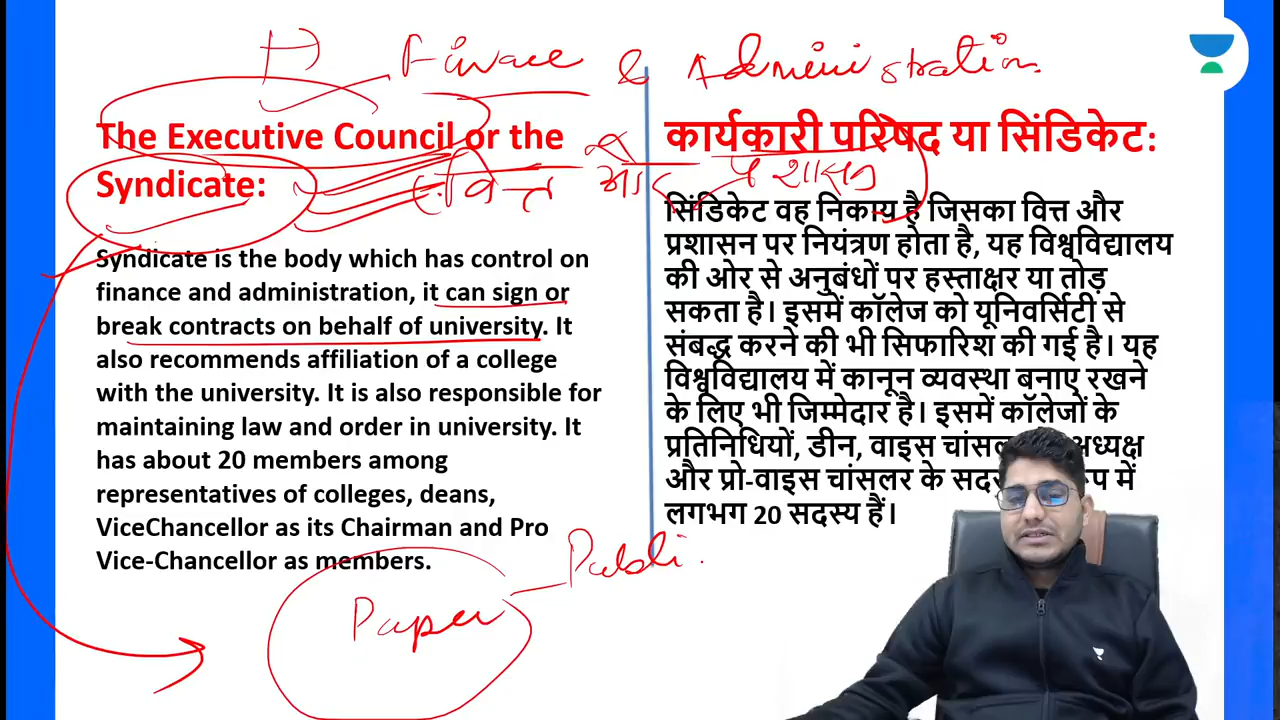 Finace & Administration
The Executive Council or the
Syndicate:
Syndicate is the body which has control on
finance and administration, it can sign or
break contracts on behalf of university. It
also recommends affiliation of a college
with the university. It is also responsible for
maintaining law and order in university. It
has about 20 members among
representatives of colleges, deans,
ViceChancellor as its Chairman and Pro
Vice-Chancellor as members.
कार्यकारी परिषद या सिंडिकेट:
वित्त
प्रशासन
सिंडिकेट वह निकाय है जिसका वित्त और
प्रशासन पर नियंत्रण होता है, यह विश्वविद्यालय
की ओर से अनुबंधों पर हस्ताक्षर या तोड़
सकता है। इसमें कॉलेज को यूनिवर्सिटी से
संबद्ध करने की भी सिफारिश की गई है। यह
विश्वविद्यालय में कानून व्यवस्था बनाए रखने
के लिए भी जिम्मेदार है। इसमें कॉलेजों के
प्रतिनिधियों, डीन, वाइस चांसल अध्यक्ष
और प्रो-वाइस चांसलर के सदस में
लगभग 20 सदस्य हैं।
Paper